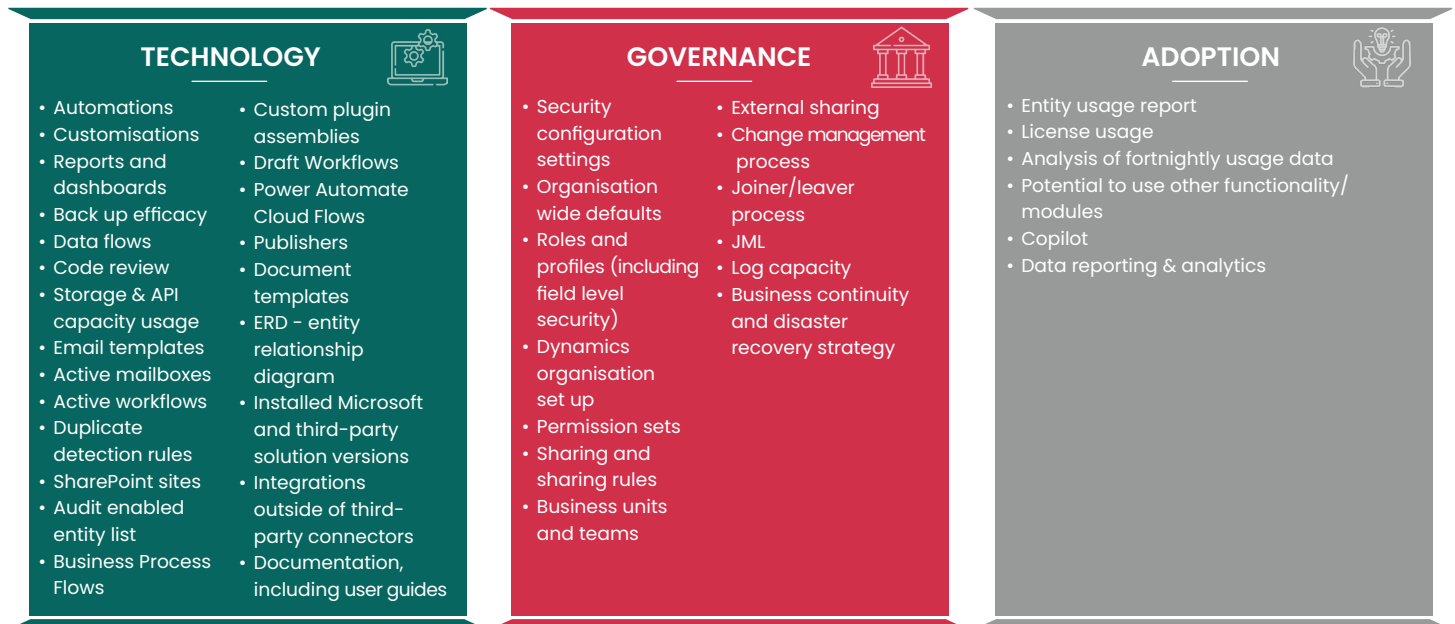 TECHNOLOGY
• Automations
• Customisations
• Reports and
dashboards
• Back up efficacy
• Data flows
• Code review
• Storage & API
capacity usage
• Email templates
• Active mailboxes
• Active workflows
• Duplicate
detection rules
• SharePoint sites
• Audit enabled
entity list
• Business Process
Flows
• Custom plugin
assemblies
• Draft Workflows
• Power Automate
Cloud Flows
• Publishers
• Document
templates
• ERD - entity
relationship
diagram
• Installed Microsoft
and third-party
solution versions
• Integrations
outside of third-
party connectors
• Documentation,
including user guides
GOVERNANCE
• Security
configuration
settings
• Organisation
wide defaults
• Roles and
profiles (including
field level
security)
• Dynamics
organisation
set up
• Permission sets
• Sharing and
sharing rules
• Business units
and teams
• External sharing
• Change management
process
• Joiner/leaver
process
• JML
• Log capacity
• Business continuity
and disaster
recovery strategy
ADOPTION
• Entity usage report
• License usage
• Analysis of fortnightly usage data
• Potential to use other functionality/
modules
• Copilot
• Data reporting & analytics